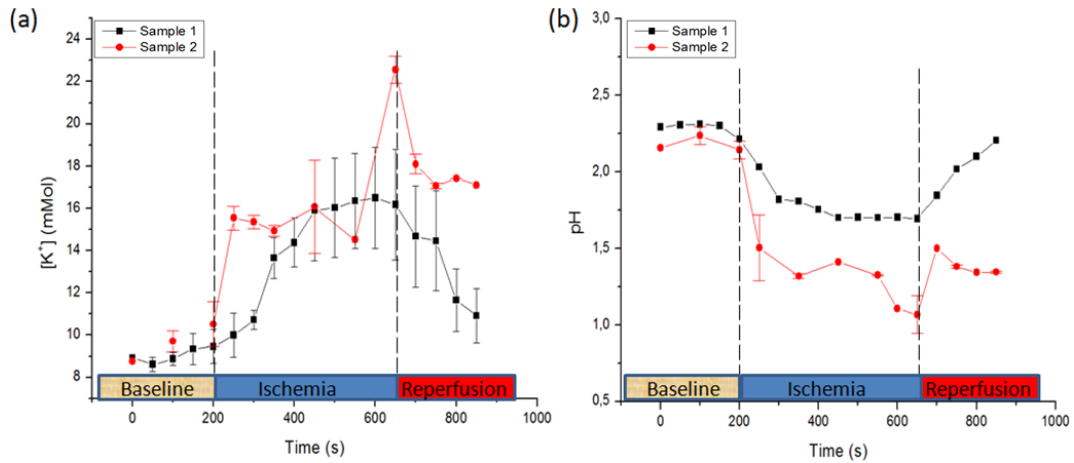 (a)
Sample 1
Sample 2
24
22
20
18
16
14
12
10
8
[K⁺] (mMol)
Baseline
Ischemia
Reperfusion
0
200
400
600
800
1000
Time (s)
(b)
Sample 1
Sample 2
3,0
2,5
2,0
1,5
1,0
0,5
pH
Baseline
Ischemia
Reperfusion
0
200
400
600
800
1000
Time (s)